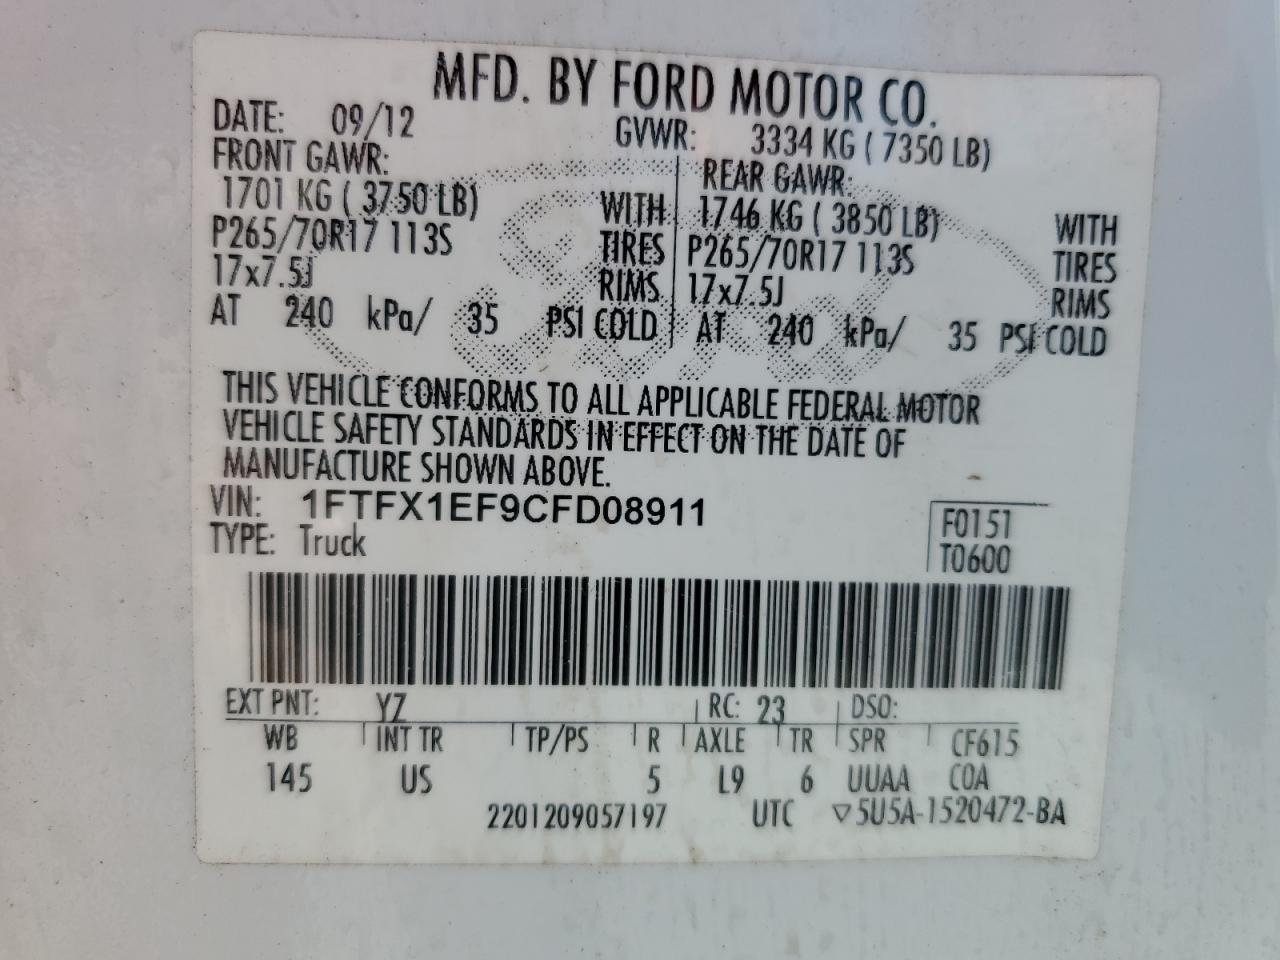 MFD. BY FORD MOTOR CO.
DATE: 09/12 GVWR: 3334 KG ( 7350 LB)
FRONT GAWR: REAR GAWR:
1701 KG ( 3750 LB) WITH 1746 KG ( 3850 LB) WITH
P265/70R17 113S TIRES P265/70R17 113S TIRES
17x7.5J RIMS 17x7.5J RIMS
AT 240 kPa/ 35 PSI COLD AT 240 kPa/ 35 PSI COLD
THIS VEHICLE CONFORMS TO ALL APPLICABLE FEDERAL MOTOR
VEHICLE SAFETY STANDARDS IN EFFECT ON THE DATE OF
MANUFACTURE SHOWN ABOVE.
VIN: 1FTFX1EF9CFD08911 F0151
TYPE: Truck T0600
EXT PNT: YZ RC: 23 DSO:
WB INT TR TP/PS R AXLE TR SPR CF615
145 US 5 L9 6 UUAA COA
2201209057197 UTC ▽5U5A-1520472-BA